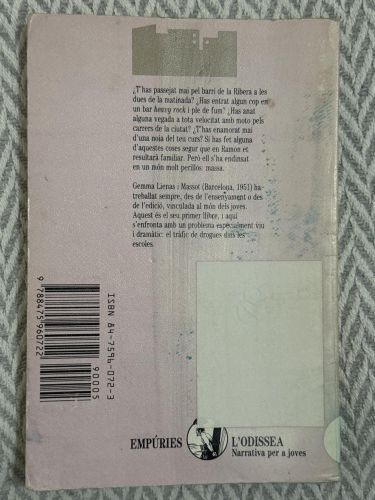 ¿T'has passejat mai pel barri de la Ribera a les
dues de la matinada? ¿Has entrat algun cop en
un bar heavy rock i ple de fum? ¿Has anat
alguna vegada a tota velocitat amb moto pels
carrers de la ciutat? ¿T'has enamorat mai
d'una noia del teu curs? Si has fet alguna
d'aquestes coses segur que en Ramon et
resultarà familiar. Però ell s'ha endinsat
en un món molt perillós: massa.
Gemma Lienas i Massot (Barcelona, 1951) ha
treballat sempre, des de l'ensenyament o des
de l'edició, vinculada al món dels joves.
Aquest és el seu primer llibre, i aquí
s'enfronta amb un problema especialment viu
i dramàtic: el tràfic de drogues dins les
escoles.
ISBN 84-7596-072-3
9 788475 960722
90005
EMPÚRIES
L'ODISSEA
Narrativa per a joves